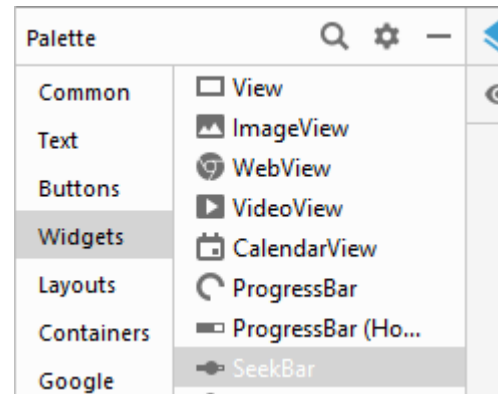 Palette
Common
Text
Buttons
Widgets
Layouts
Containers
Google
View
ImageView
WebView
VideoView
CalendarView
ProgressBar
ProgressBar (Ho...
SeekBar